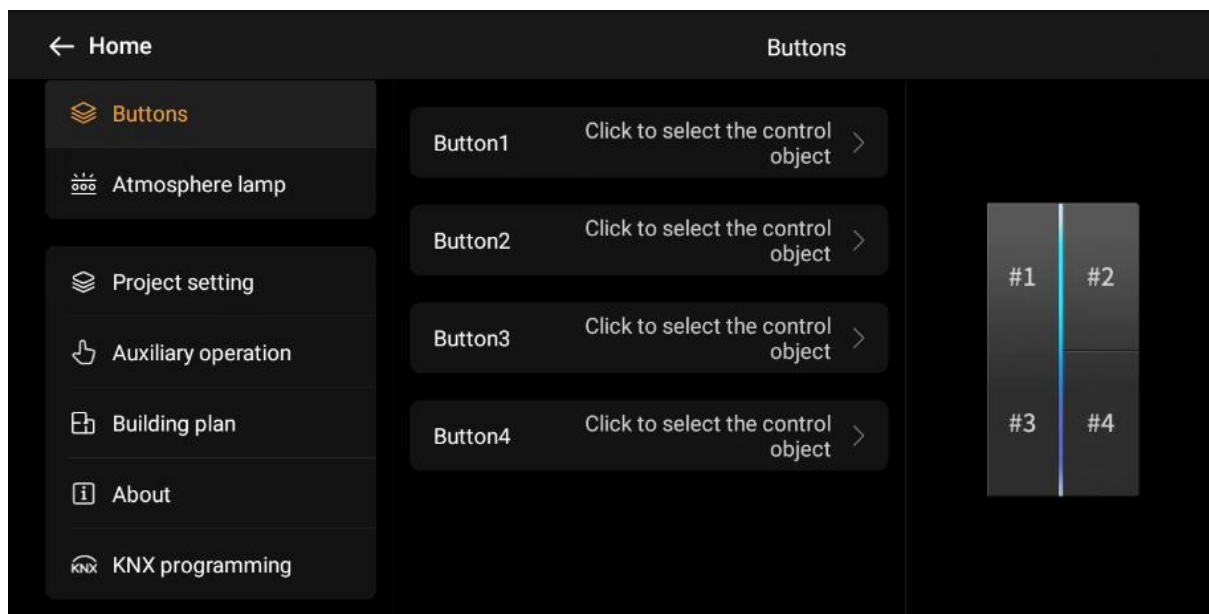 Home
Buttons
Buttons
Atmosphere lamp
Project setting
Auxiliary operation
Building plan
About
KNX KNX programming
Button1
Click to select the control
object
Button2
Click to select the control
object
Button3
Click to select the control
object
Button4
Click to select the control
object
#1 #2
#3 #4